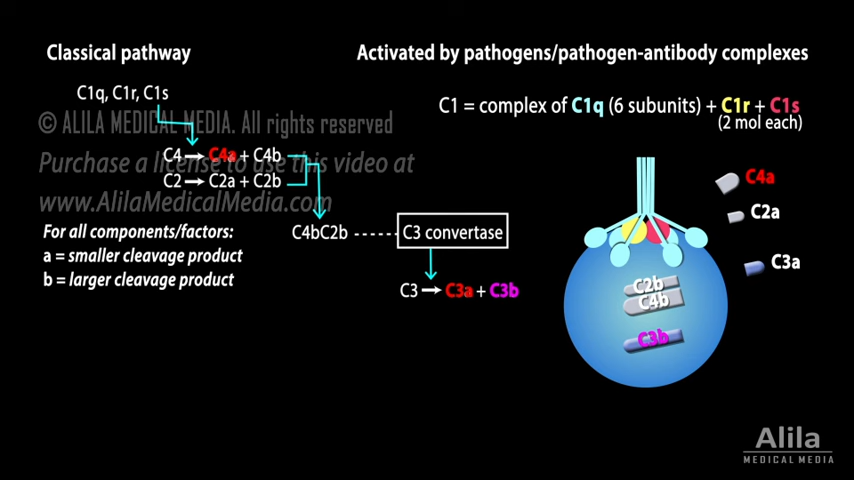 Classical pathway
Activated by pathogens/pathogen-antibody complexes
C1q, C1r, C1s
C1 = complex of C1q (6 subunits) + C1r + C1s
(2 mol each)
© ALILA MEDICAL MEDIA. All rights reserved
C4 → C4a + C4b
Purchase a license to use this video at
C2 → C2a + C2b
www.AlilaMedicalMedia.com
C4bC2b
C3 convertase
For all components/factors:
a = smaller cleavage product
b = larger cleavage product
C3 → C3a + C3b
C4a
C2a
C3a
C2b
C4b
C3b
Alila
MEDICAL MEDIA